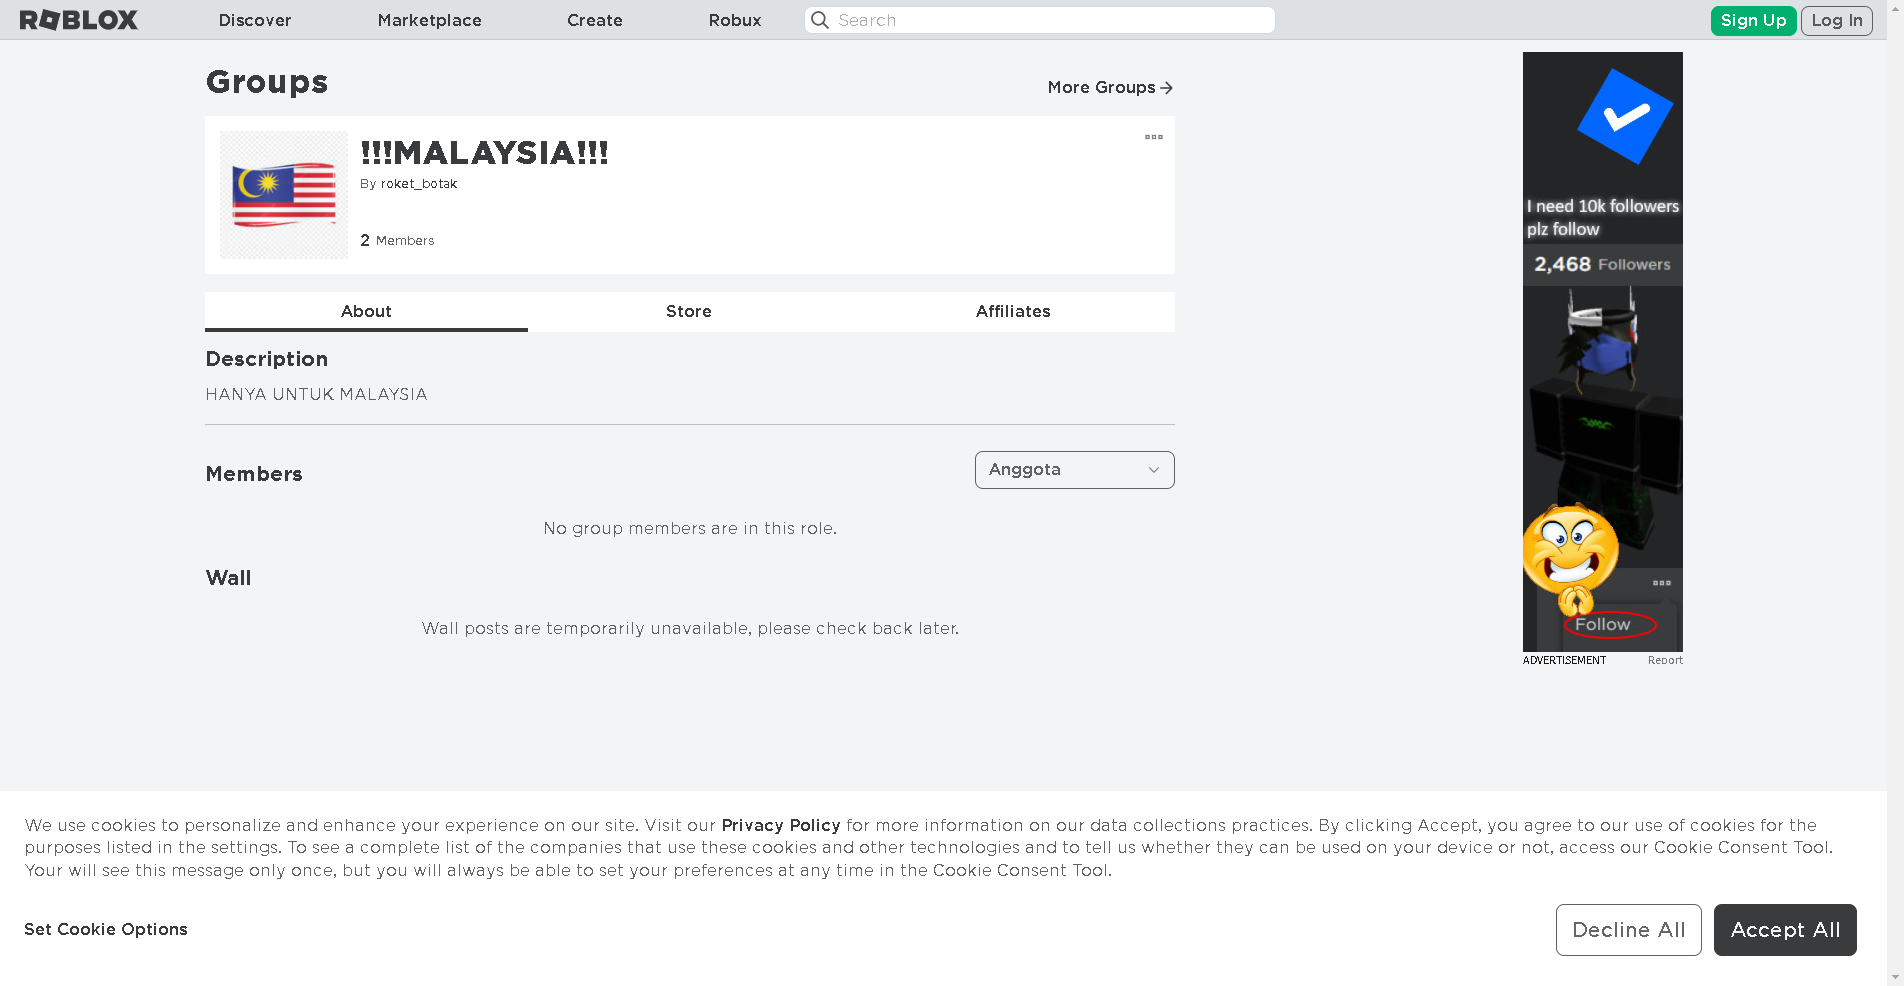 ROBLOX
Discover
Marketplace
Create
Robux
Search
Sign Up
Log In
Groups
More Groups
!!!MALAYSIA!!!
By roket_botak
2 Members
About
Store
Affiliates
Description
HANYA UNTUK MALAYSIA
Members
Anggota
No group members are in this role.
Wall
Wall posts are temporarily unavailable, please check back later.
I need 10k followers
plz follow
2,468 Followers
Follow
ADVERTISEMENT
Report
We use cookies to personalize and enhance your experience on our site. Visit our Privacy Policy for more information on our data collections practices. By clicking Accept, you agree to our use of cookies for the
purposes listed in the settings. To see a complete list of the companies that use these cookies and other technologies and to tell us whether they can be used on your device or not, access our Cookie Consent Tool.
Your will see this message only once, but you will always be able to set your preferences at any time in the Cookie Consent Tool.
Set Cookie Options
Decline All
Accept All